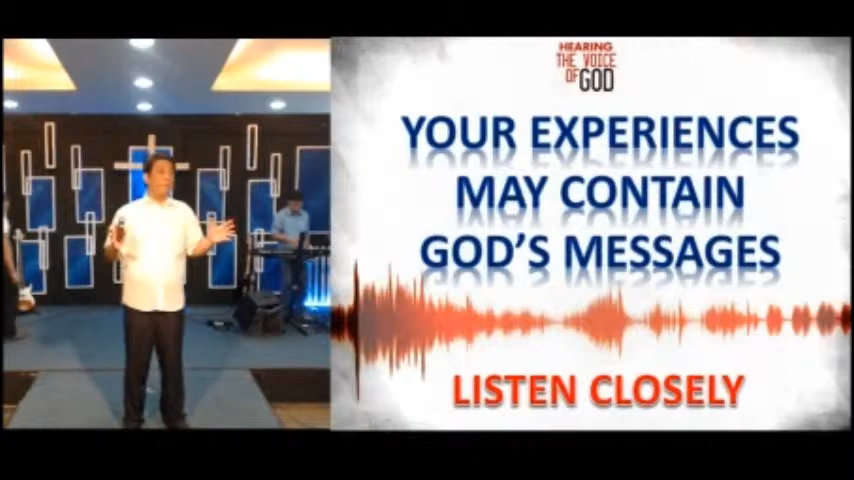 HEARING
THE VOICE
OF GOD
YOUR EXPERIENCES
MAY CONTAIN
GOD'S MESSAGES
LISTEN CLOSELY